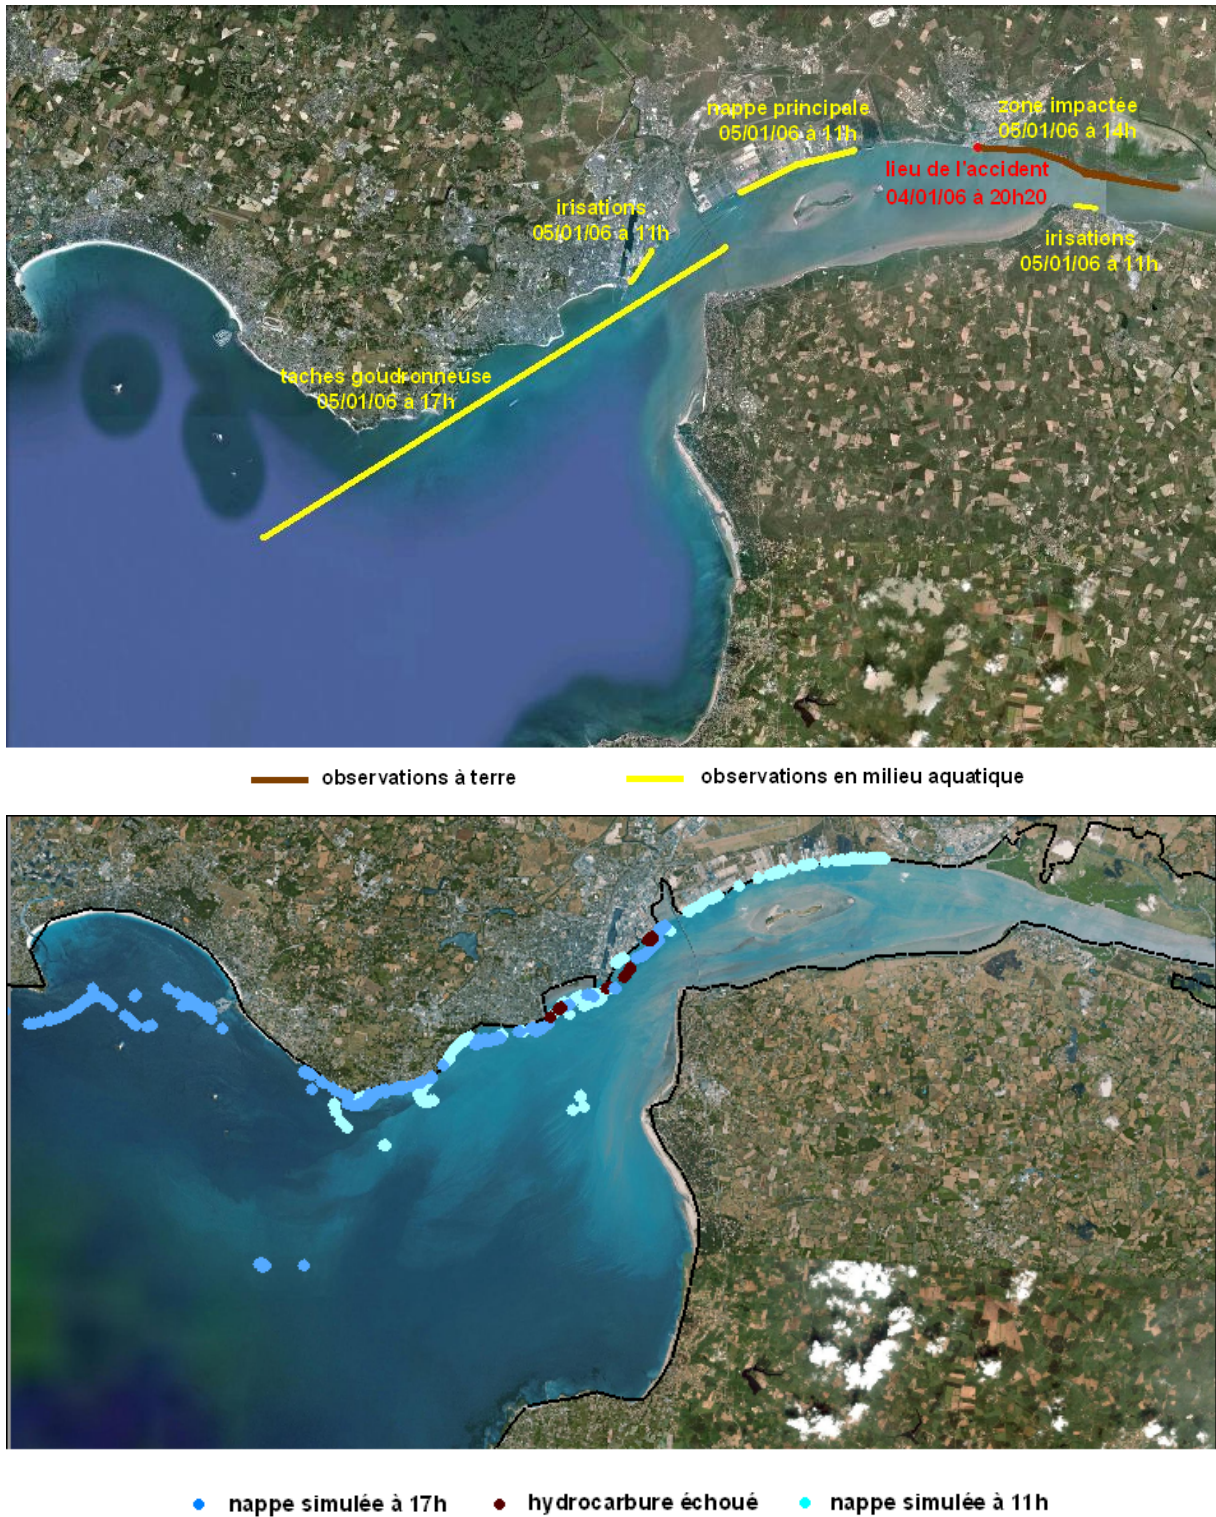 nappe principale
05/01/06 à 11h
zone impactée
05/01/06 à 14h
lieu de l'accident
04/01/06 à 20h20
irisations
05/01/06 à 11h
irisations
05/01/06 à 11h
taches goudronneuse
05/01/06 à 17h
observations à terre
observations en milieu aquatique
nappe simulée à 17h
hydrocarbure échoué
nappe simulée à 11h